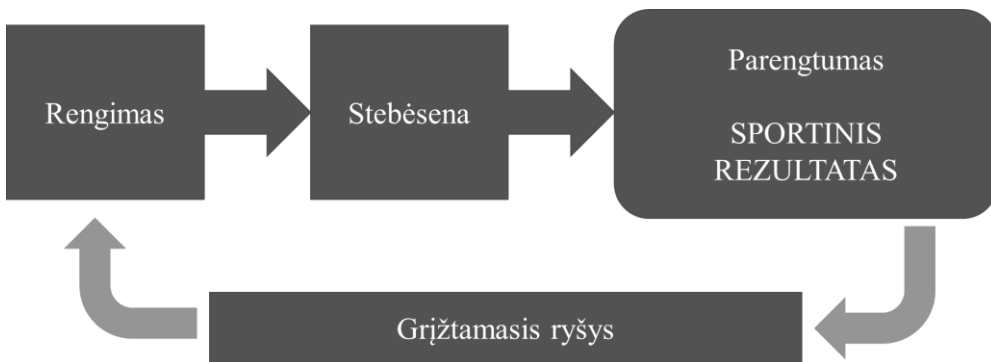 Rengimas
Stebėsena
Parengtumas
SPORTINIS
REZULTATAS
Grįžtamasis ryšys